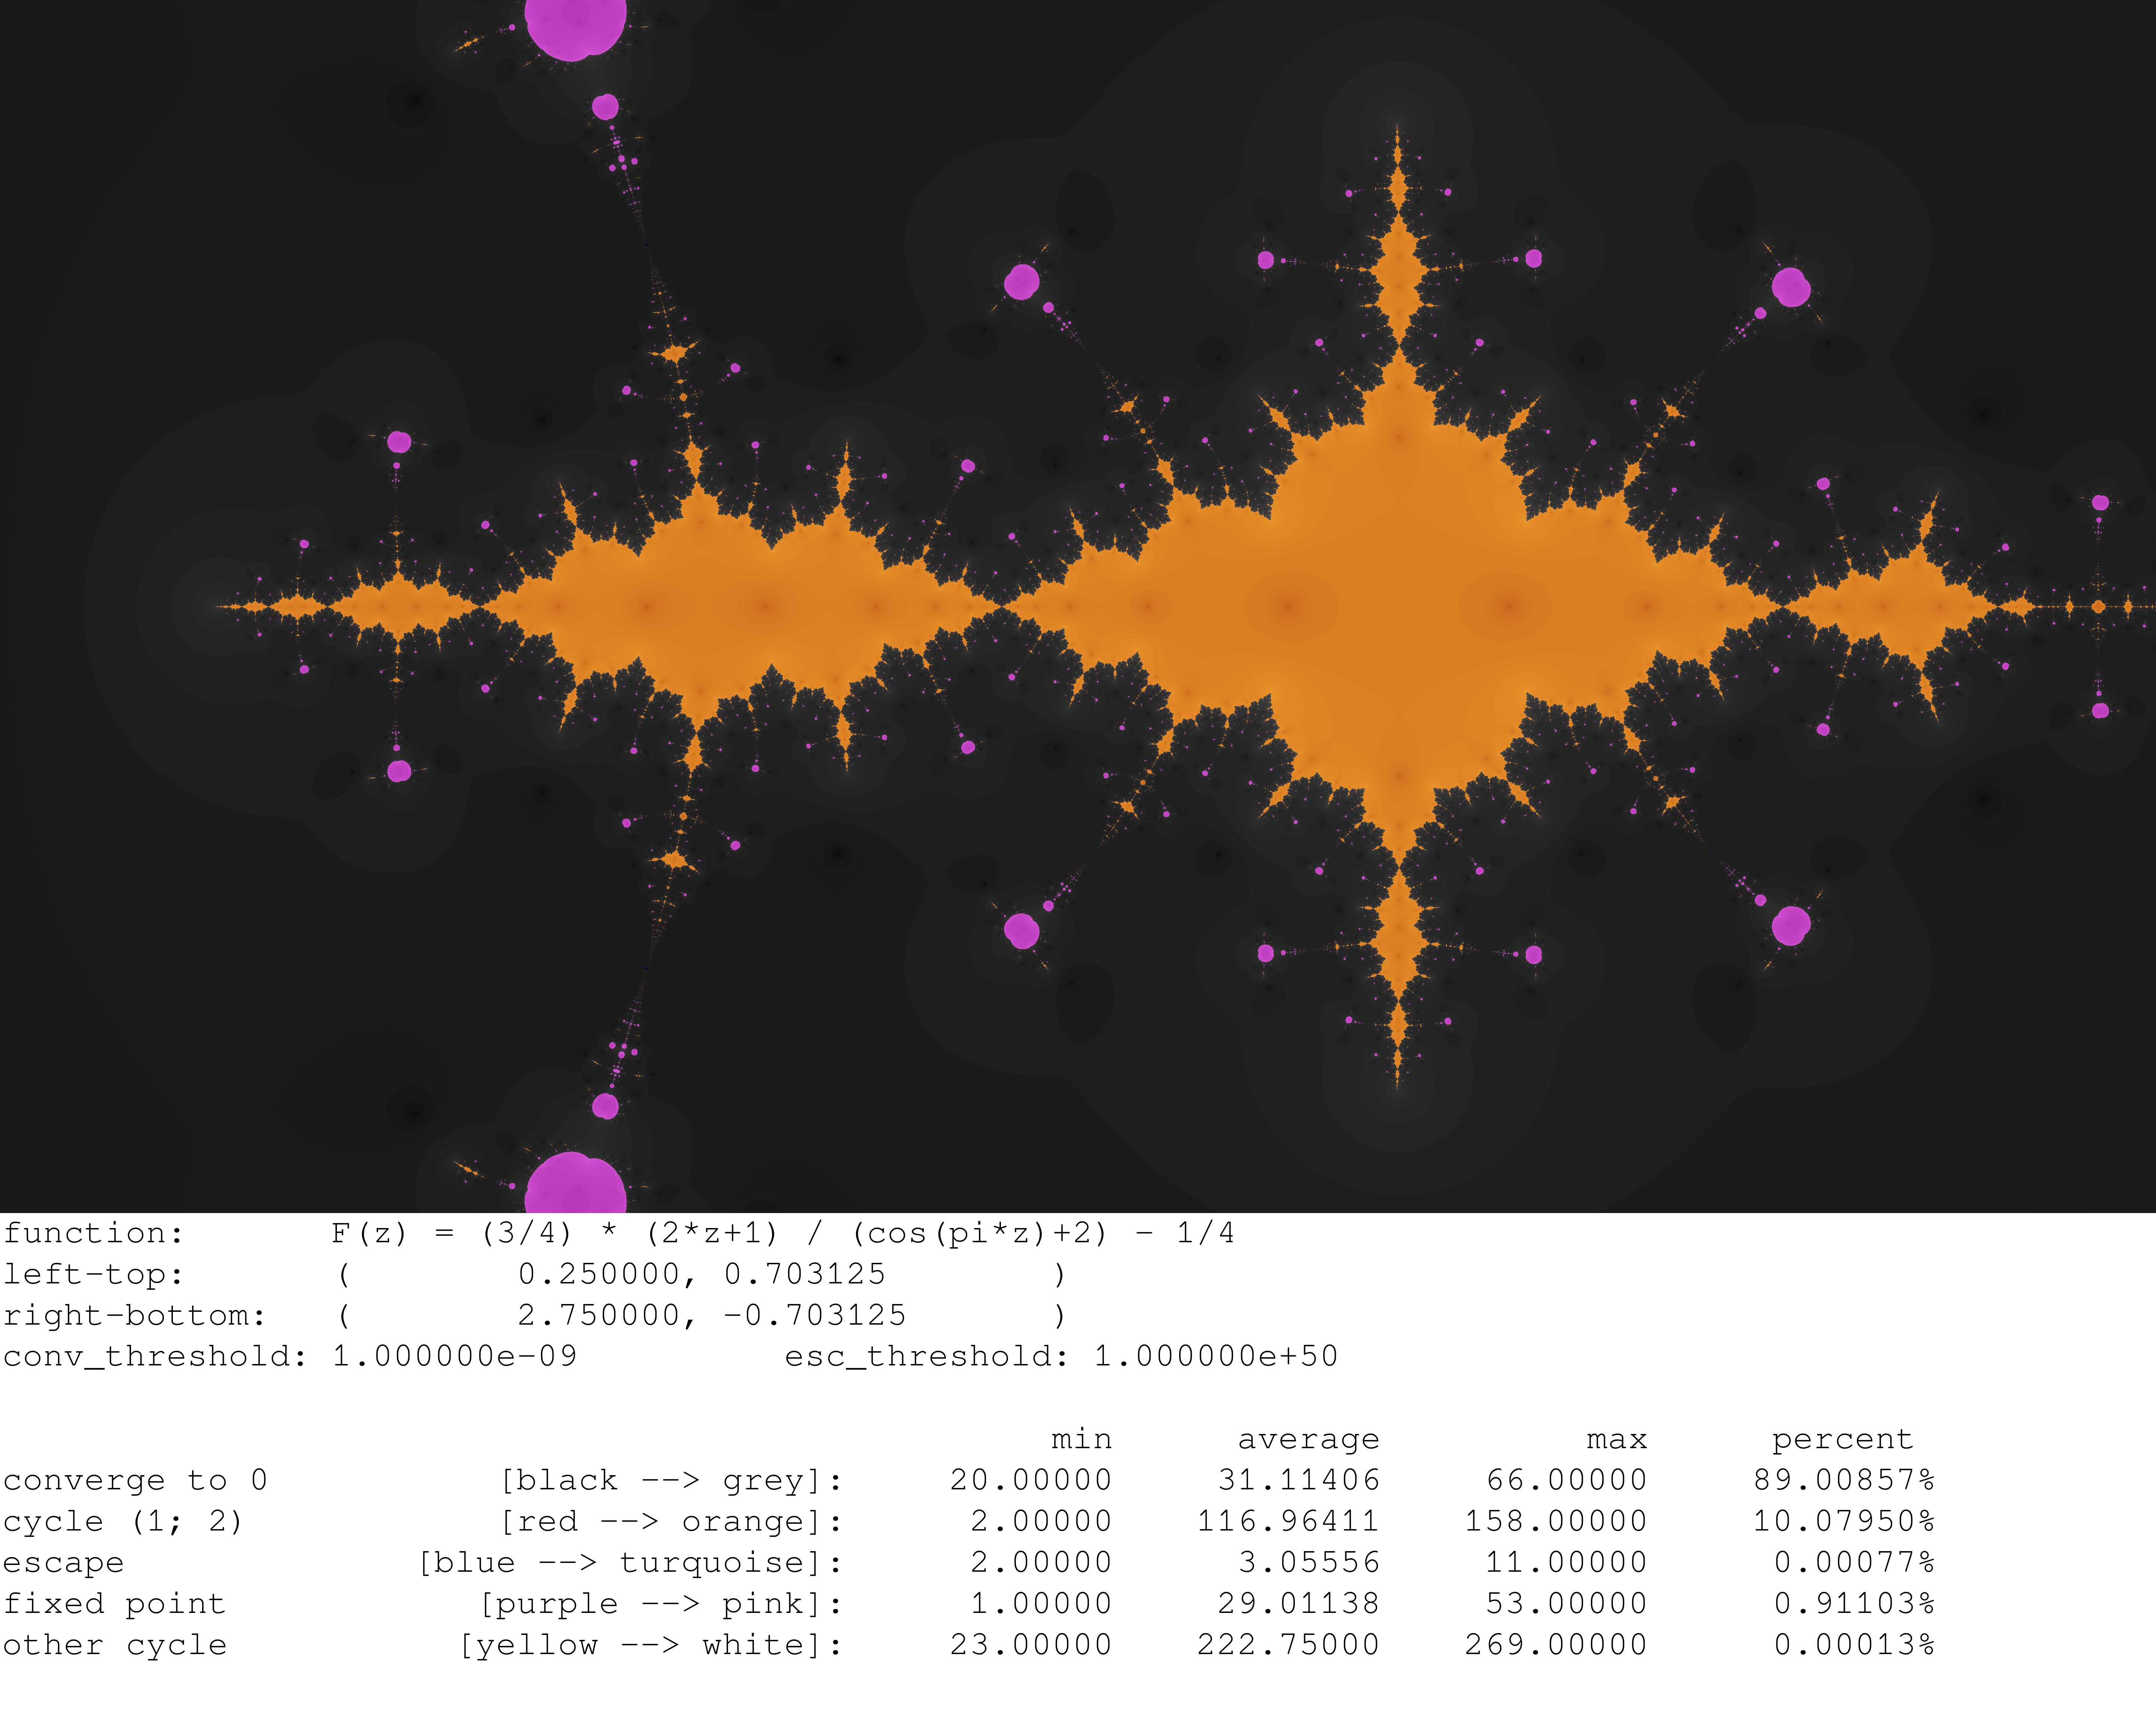 function: F(z) = (3/4) * (2*z+1) / (cos(pi*z)+2) - 1/4
left-top: ( 0.250000, 0.703125 )
right-bottom: ( 2.750000, -0.703125 )
conv_threshold: 1.000000e-09 esc_threshold: 1.000000e+50
min average max percent
converge to 0 [black --> grey]: 20.00000 31.11406 66.00000 89.00857%
cycle (1; 2) [red --> orange]: 2.00000 116.96411 158.00000 10.07950%
escape [blue --> turquoise]: 2.00000 3.05556 11.00000 0.00077%
fixed point [purple --> pink]: 1.00000 29.01138 53.00000 0.91103%
other cycle [yellow --> white]: 23.00000 222.75000 269.00000 0.00013%